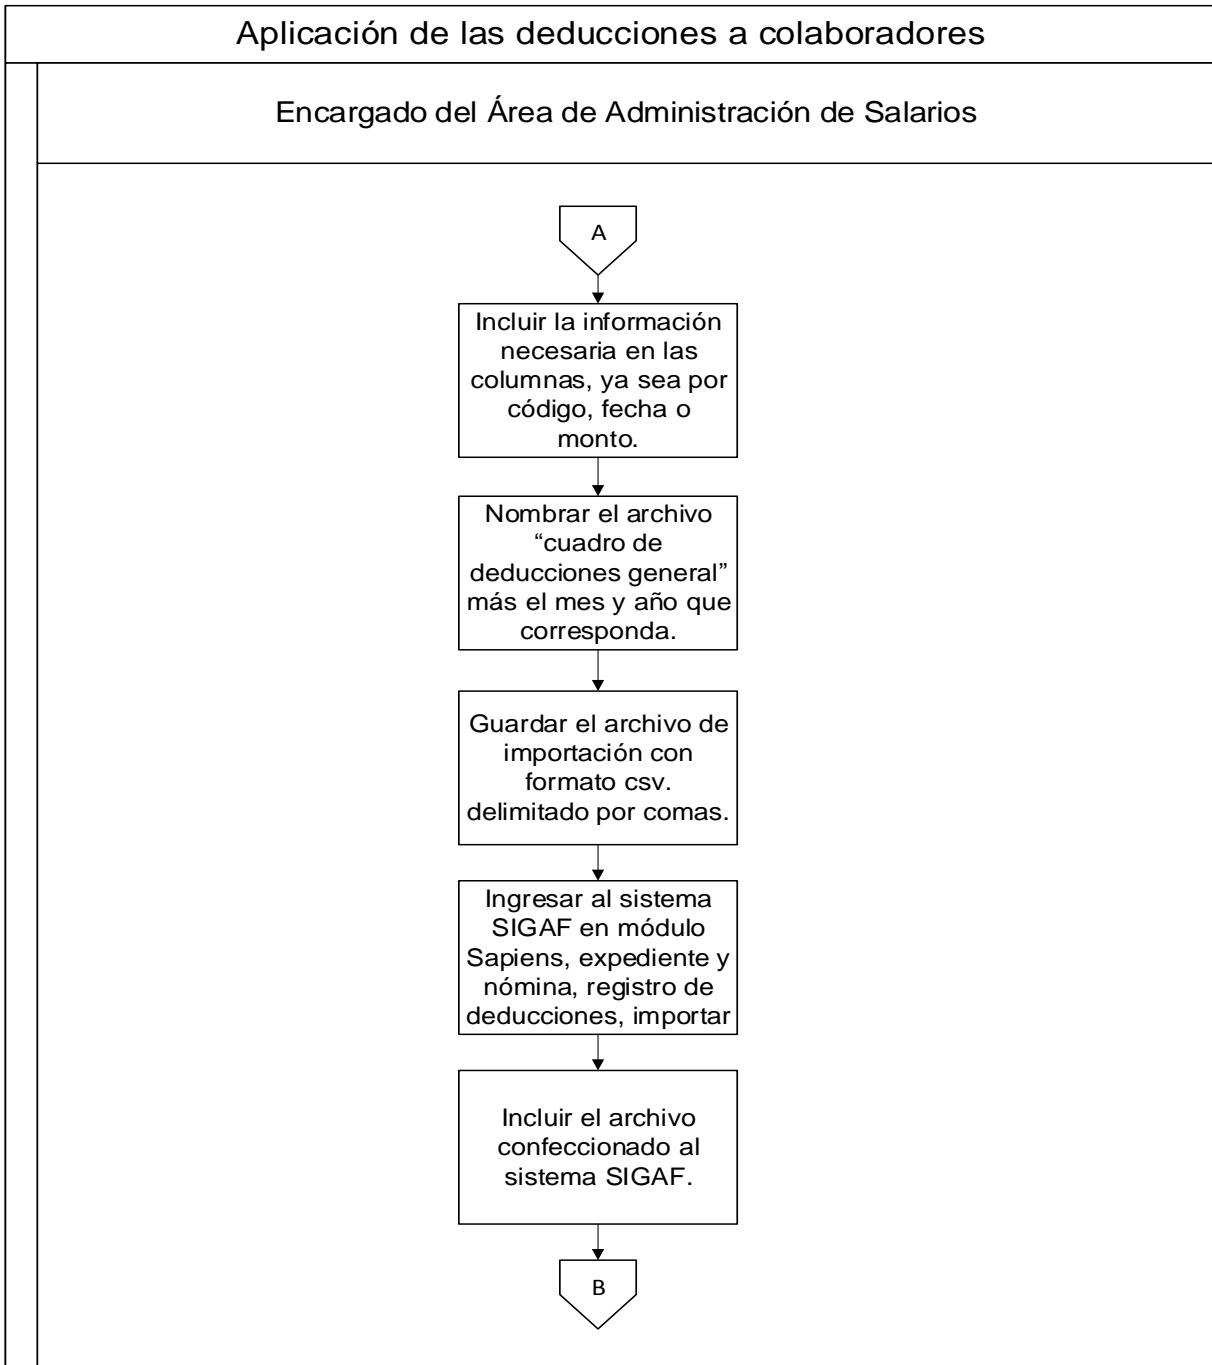 Aplicación de las deducciones a colaboradores
Encargado del Área de Administración de Salarios
A
Incluir la información
necesaria en las
columnas, ya sea por
código, fecha o
monto.
Nombrar el archivo
“cuadro de
deducciones general”
más el mes y año que
corresponda.
Guardar el archivo de
importación con
formato csv.
delimitado por comas.
Ingresar al sistema
SIGAF en módulo
Sapiens, expediente y
nómina, registro de
deducciones, importar
Incluir el archivo
confeccionado al
sistema SIGAF.
B